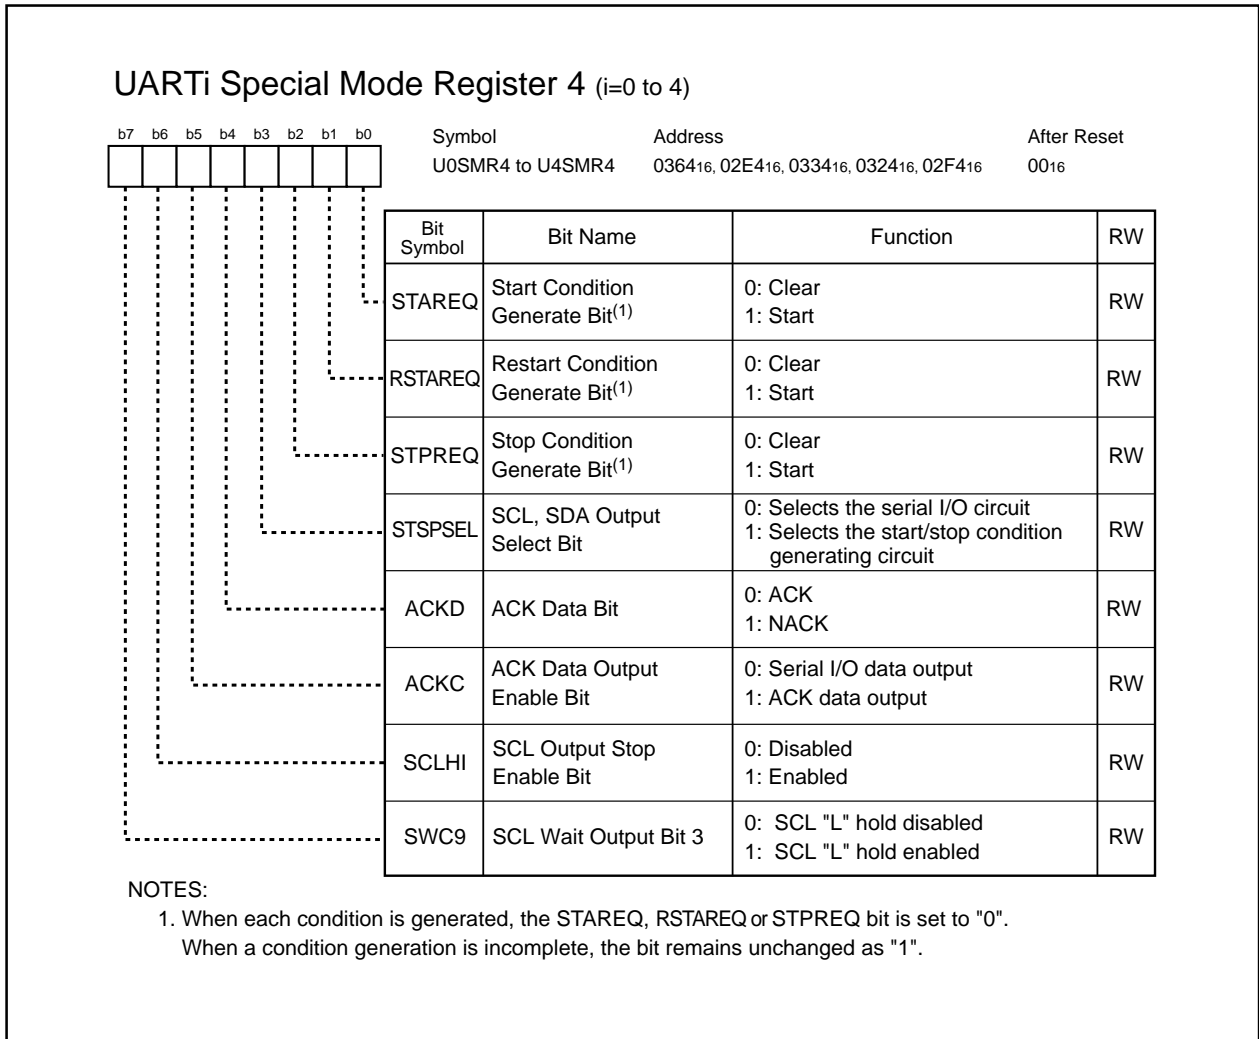 UARTi Special Mode Register 4 (i=0 to 4)
b7 b6 b5 b4 b3 b2 b1 b0
Symbol Address After Reset
U0SMR4 to U4SMR4 036416, 02E416, 033416, 032416, 02F416 0016
Bit Symbol Bit Name Function RW
STAREQ Start Condition Generate Bit(1) 0: Clear 1: Start RW
RSTAREQ Restart Condition Generate Bit(1) 0: Clear 1: Start RW
STPREQ Stop Condition Generate Bit(1) 0: Clear 1: Start RW
STSPSEL SCL, SDA Output Select Bit 0: Selects the serial I/O circuit 1: Selects the start/stop condition generating circuit RW
ACKD ACK Data Bit 0: ACK 1: NACK RW
ACKC ACK Data Output Enable Bit 0: Serial I/O data output 1: ACK data output RW
SCLHI SCL Output Stop Enable Bit 0: Disabled 1: Enabled RW
SWC9 SCL Wait Output Bit 3 0: SCL "L" hold disabled 1: SCL "L" hold enabled RW
NOTES:
1. When each condition is generated, the STAREQ, RSTAREQ or STPREQ bit is set to "0".
When a condition generation is incomplete, the bit remains unchanged as "1".